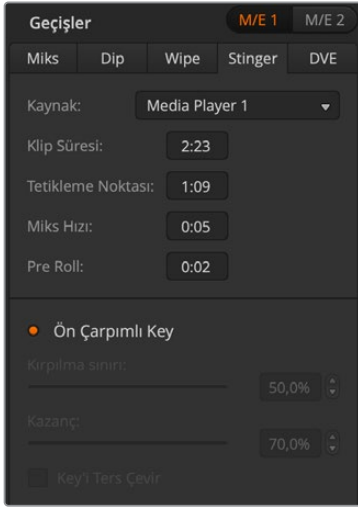 Geçişler M/E 1 M/E 2
Miks Dip Wipe Stinger DVE
Kaynak: Media Player 1
Klip Süresi: 2:23
Tetikleme Noktası: 1:09
Miks Hızı: 0:05
Pre Roll: 0:02
Ön Çarpımlı Key
Kırpılma sınırı:
50,0%
Kazanç:
70,0%
Key'i Ters Çevir